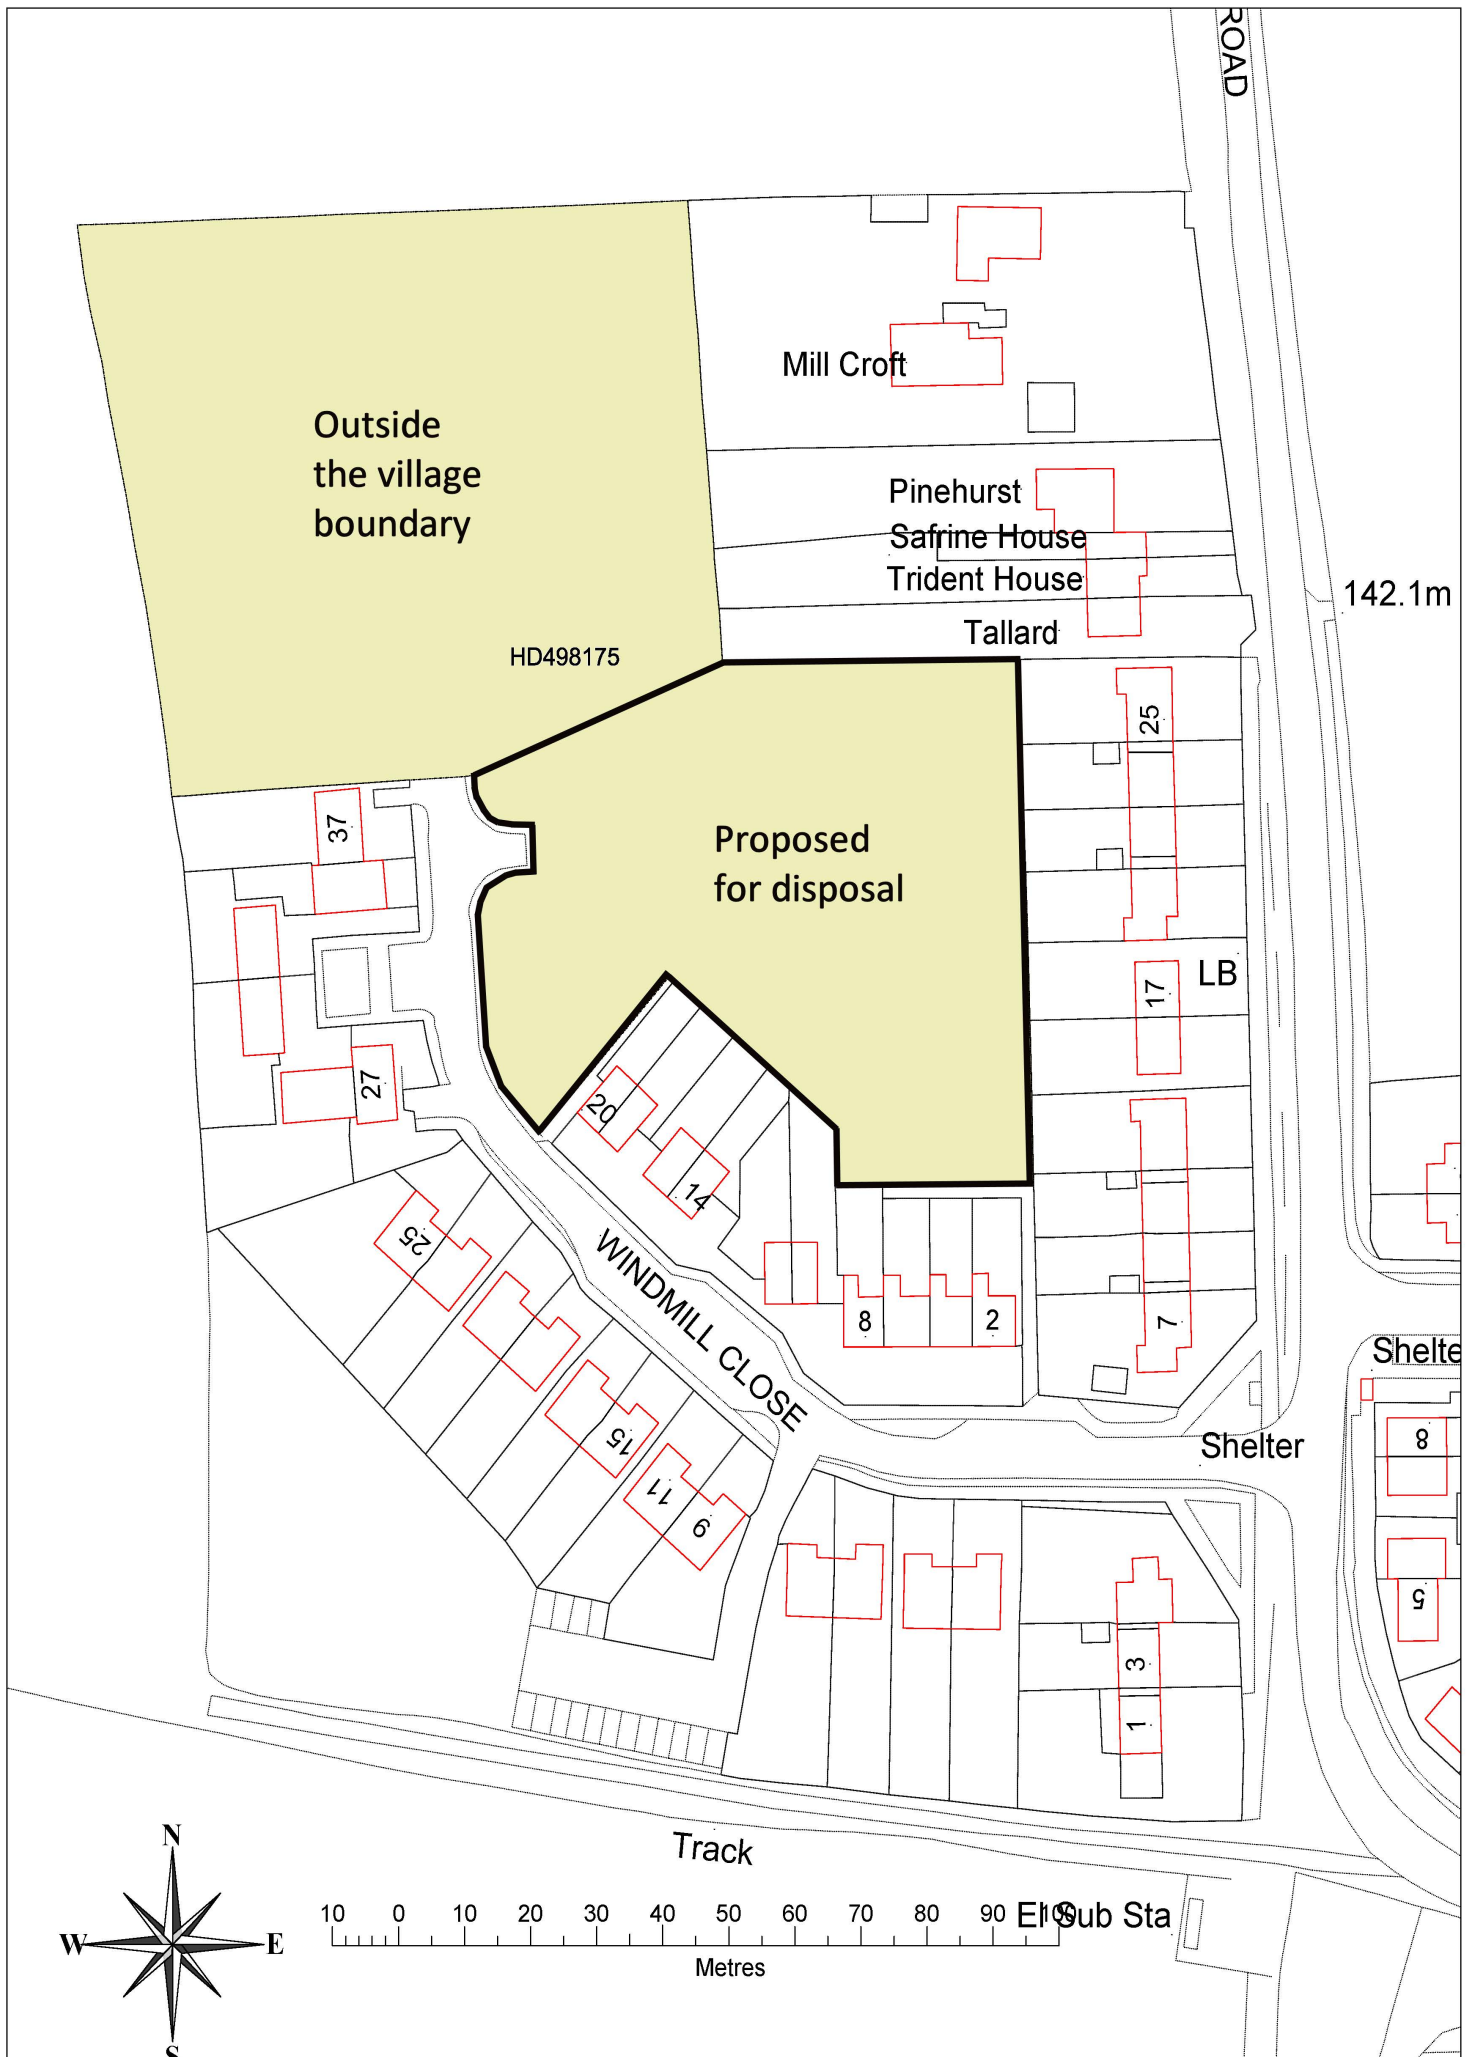 ROAD
Mill Croft
Outside
the village
boundary
Pinehurst
Safrine House
Trident House
142.1m
Tallard
HD498175
25
37
Proposed
for disposal
LB
17
27
20
14
25
WINDMILL CLOSE
8
2
7
Shelte
15
Shelter
8
11
9
5
3
1
Track
N
W
E
S
10 0 10 20 30 40 50 60 70 80 90 100
El Sub Sta
Metres